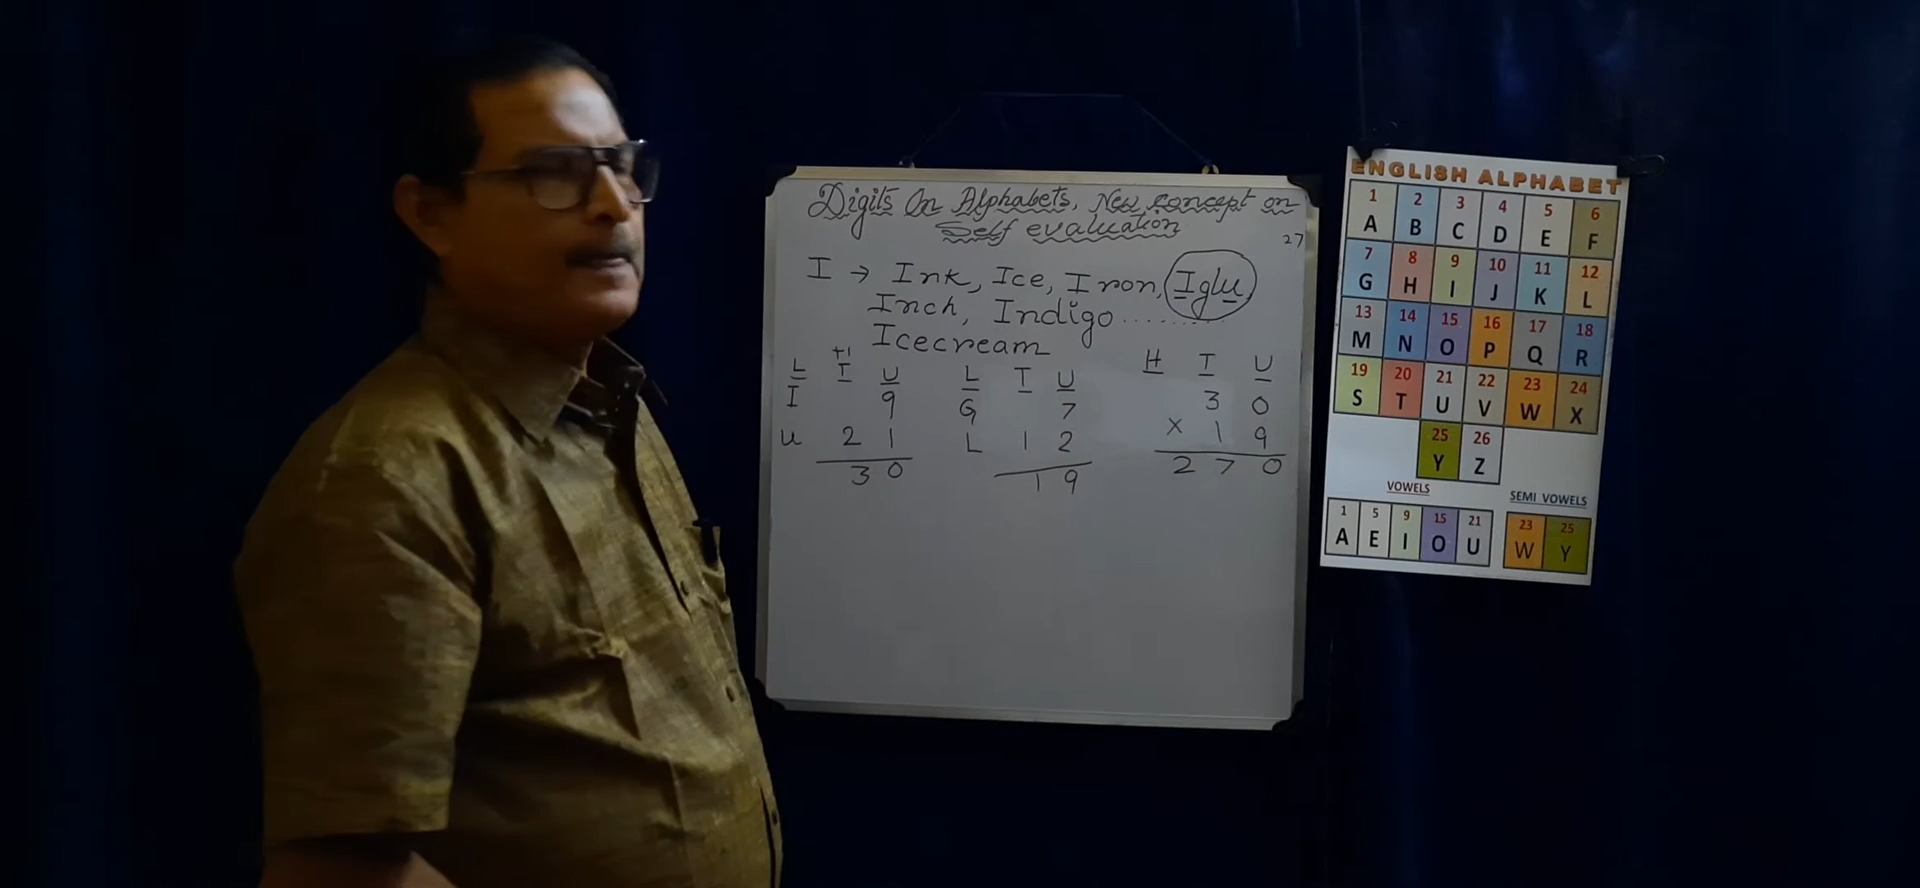 Digits On Alphabets, New concept on
Self evaluation
27
I → Ink, Ice, Iron, Iglu
Inch, Indigo..........
Icecream
+1
L T U
I 9
U 2 1
3 0
L T U
G 7
L 1 2
1 9
H T U
3 0
X 1 9
2 7 0
ENGLISH ALPHABET
1 2 3 4 5 6
A B C D E F
7 8 9 10 11 12
G H I J K L
13 14 15 16 17 18
M N O P Q R
19 20 21 22 23 24
S T U V W X
25 26
Y Z
VOWELS
1 5 9 15 21
A E I O U
SEMI VOWELS
23 25
W Y